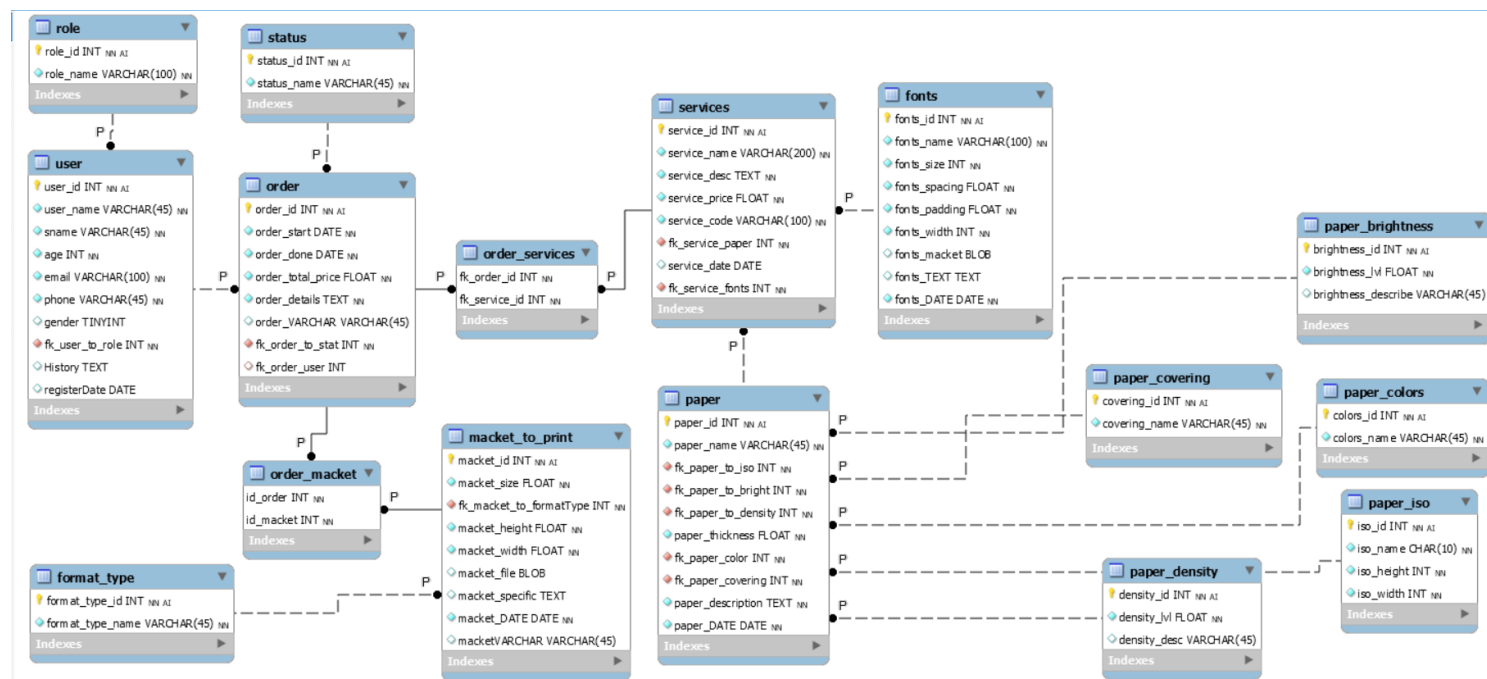 role
role_id INT NN AI
role_name VARCHAR(100) NN
Indexes
status
status_id INT NN AI
status_name VARCHAR(45) NN
Indexes
P
P
user
user_id INT NN AI
user_name VARCHAR(45) NN
sname VARCHAR(45) NN
age INT NN
email VARCHAR(100) NN
phone VARCHAR(45) NN
gender TINYINT
fk_user_to_role INT NN
History TEXT
registerDate DATE
Indexes
P
order
order_id INT NN AI
order_start DATE NN
order_done DATE NN
order_total_price FLOAT NN
order_details TEXT NN
order_VARCHAR VARCHAR(45)
fk_order_to_stat INT NN
fk_order_user INT
Indexes
P
order_services
fk_order_id INT NN
fk_service_id INT NN
Indexes
P
services
service_id INT NN AI
service_name VARCHAR(200) NN
service_desc TEXT NN
service_price FLOAT NN
service_code VARCHAR(100) NN
fk_service_paper INT NN
service_date DATE
fk_service_fonts INT NN
Indexes
P
fonts
fonts_id INT NN AI
fonts_name VARCHAR(100) NN
fonts_size INT NN
fonts_spacing FLOAT NN
fonts_padding FLOAT NN
fonts_width INT NN
fonts_market BLOB
fonts_TEXT TEXT
fonts_DATE DATE NN
Indexes
paper_brightness
brightness_id INT NN AI
brightness_lvl FLOAT NN
brightness_describe VARCHAR(45)
Indexes
P
P
order_macket
id_order INT NN
id_macket INT NN
Indexes
P
macket_to_print
macket_id INT NN AI
macket_size FLOAT NN
fk_macket_to_formatType INT NN
macket_height FLOAT NN
macket_width FLOAT NN
macket_file BLOB
macket_specific TEXT
macket_DATE DATE NN
macketVARCHAR VARCHAR(45)
Indexes
format_type
format_type_id INT NN AI
format_type_name VARCHAR(45) NN
Indexes
P
paper
paper_id INT NN AI
paper_name VARCHAR(45) NN
fk_paper_to_iso INT NN
fk_paper_to_bright INT NN
fk_paper_to_density INT NN
paper_thickness FLOAT NN
fk_paper_color INT NN
fk_paper_covering INT NN
paper_description TEXT NN
paper_DATE DATE NN
Indexes
P
P
P
P
P
paper_covering
covering_id INT NN AI
covering_name VARCHAR(45) NN
Indexes
paper_colors
colors_id INT NN AI
colors_name VARCHAR(45) NN
Indexes
paper_iso
iso_id INT NN AI
iso_name CHAR(10) NN
iso_height INT NN
iso_width INT NN
Indexes
paper_density
density_id INT NN AI
density_lvl FLOAT NN
density_desc VARCHAR(45)
Indexes